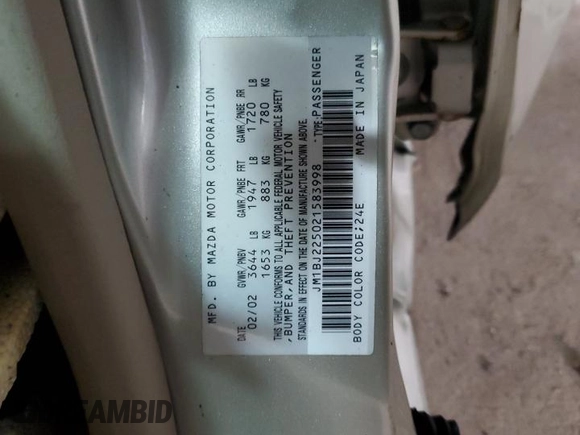 MFD. BY MAZDA MOTOR CORPORATION
DATE GVWR/PNBV GAWR/PNBE FRT GAWR/PNBE RR
02/02 3644 LB 1947 LB 1720 LB
1653 KG 883 KG 780 KG
THIS VEHICLE CONFORMS TO ALL APPLICABLE FEDERAL MOTOR VEHICLE SAFETY
,BUMPER,AND THEFT PREVENTION
STANDARDS IN EFFECT ON THE DATE OF MANUFACTURE SHOWN ABOVE.
JM1BJ225021583998 TYPE:PASSENGER
BODY COLOR CODE;24E MADE IN JAPAN